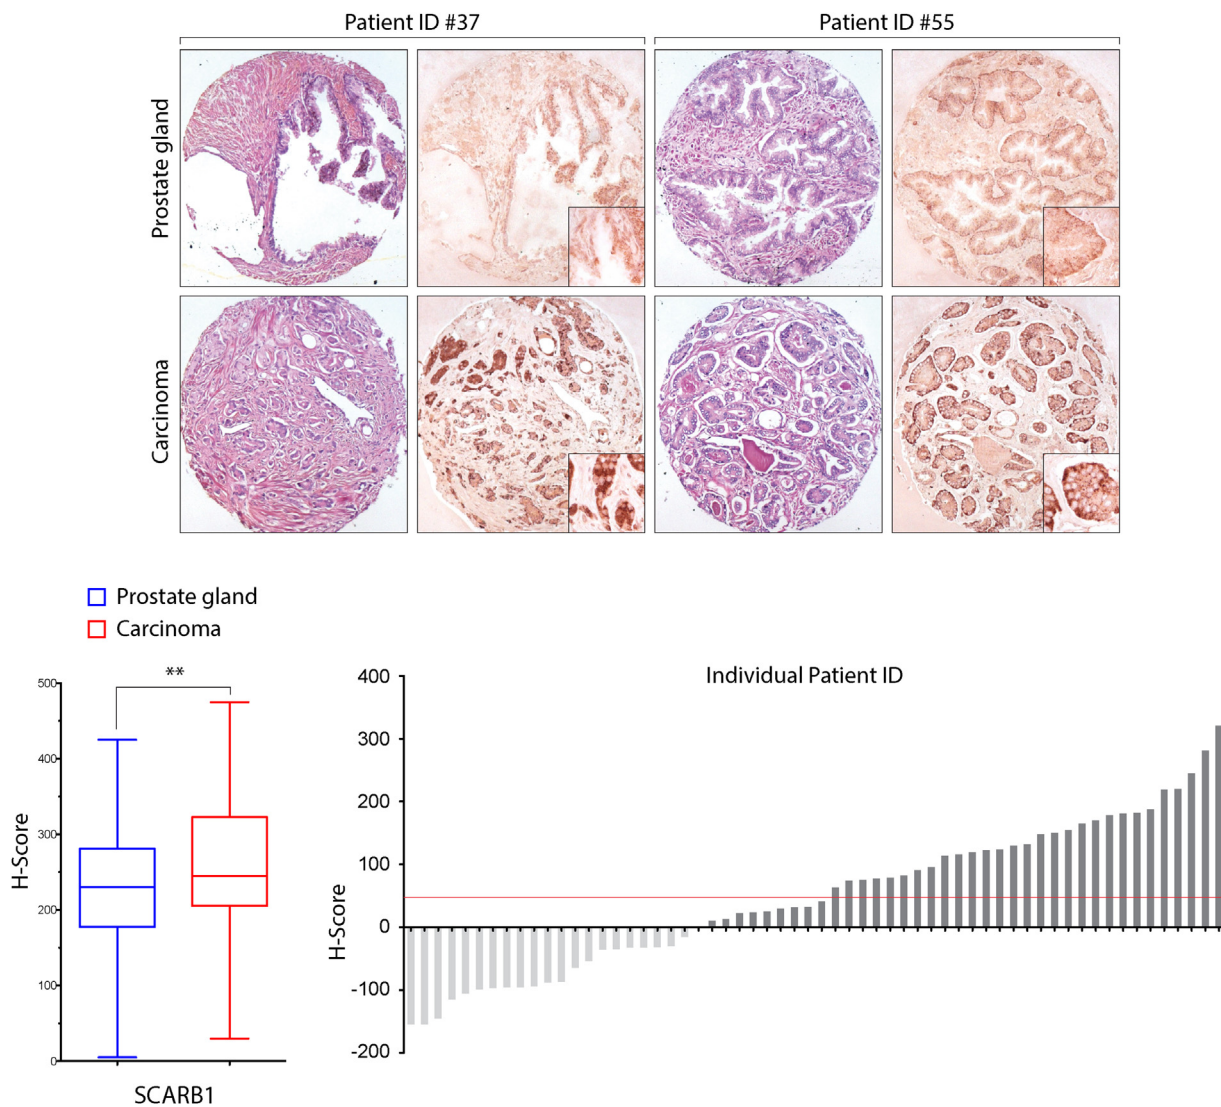 Patient ID #37
Patient ID #55
Prostate gland
Carcinoma
Prostate gland
Carcinoma
**
500
400
300
200
100
0
H-Score
SCARB1
Individual Patient ID
400
300
200
100
0
-100
-200
H-Score